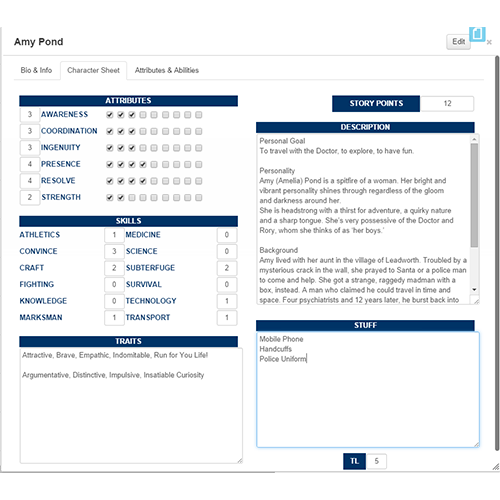 Amy Pond
Edit
×
Bio & Info
Character Sheet
Attributes & Abilities
ATTRIBUTES
3 AWARENESS
3 COORDINATION
3 INGENUITY
4 PRESENCE
4 RESOLVE
2 STRENGTH
SKILLS
ATHLETICS 1 MEDICINE 0
CONVINCE 3 SCIENCE 0
CRAFT 2 SUBTERFUGE 2
FIGHTING 0 SURVIVAL 0
KNOWLEDGE 0 TECHNOLOGY 1
MARKSMAN 1 TRANSPORT 1
TRAITS
Attractive, Brave, Empathic, Indomitable, Run for You Life!
Argumentative, Distinctive, Impulsive, Insatiable Curiosity
STORY POINTS 12
DESCRIPTION
Personal Goal
To travel with the Doctor, to explore, to have fun.
Personality
Amy (Amelia) Pond is a spitfire of a woman. Her bright and
vibrant personality shines through regardless of the gloom
and darkness around her.
She is headstrong with a thirst for adventure, a quirky nature
and a sharp tongue. She's very possessive of the Doctor and
Rory, whom she thinks of as 'her boys.'
Background
Amy lived with her aunt in the village of Leadworth. Troubled by a
mysterious crack in the wall, she prayed to Santa or a police man
to come and help. She got a strange, raggedy madman with a
box, instead. A man who claimed he could travel in time and
space. Four psychiatrists and 12 years later, he burst back into
STUFF
Mobile Phone
Handcuffs
Police Uniform
TL 5